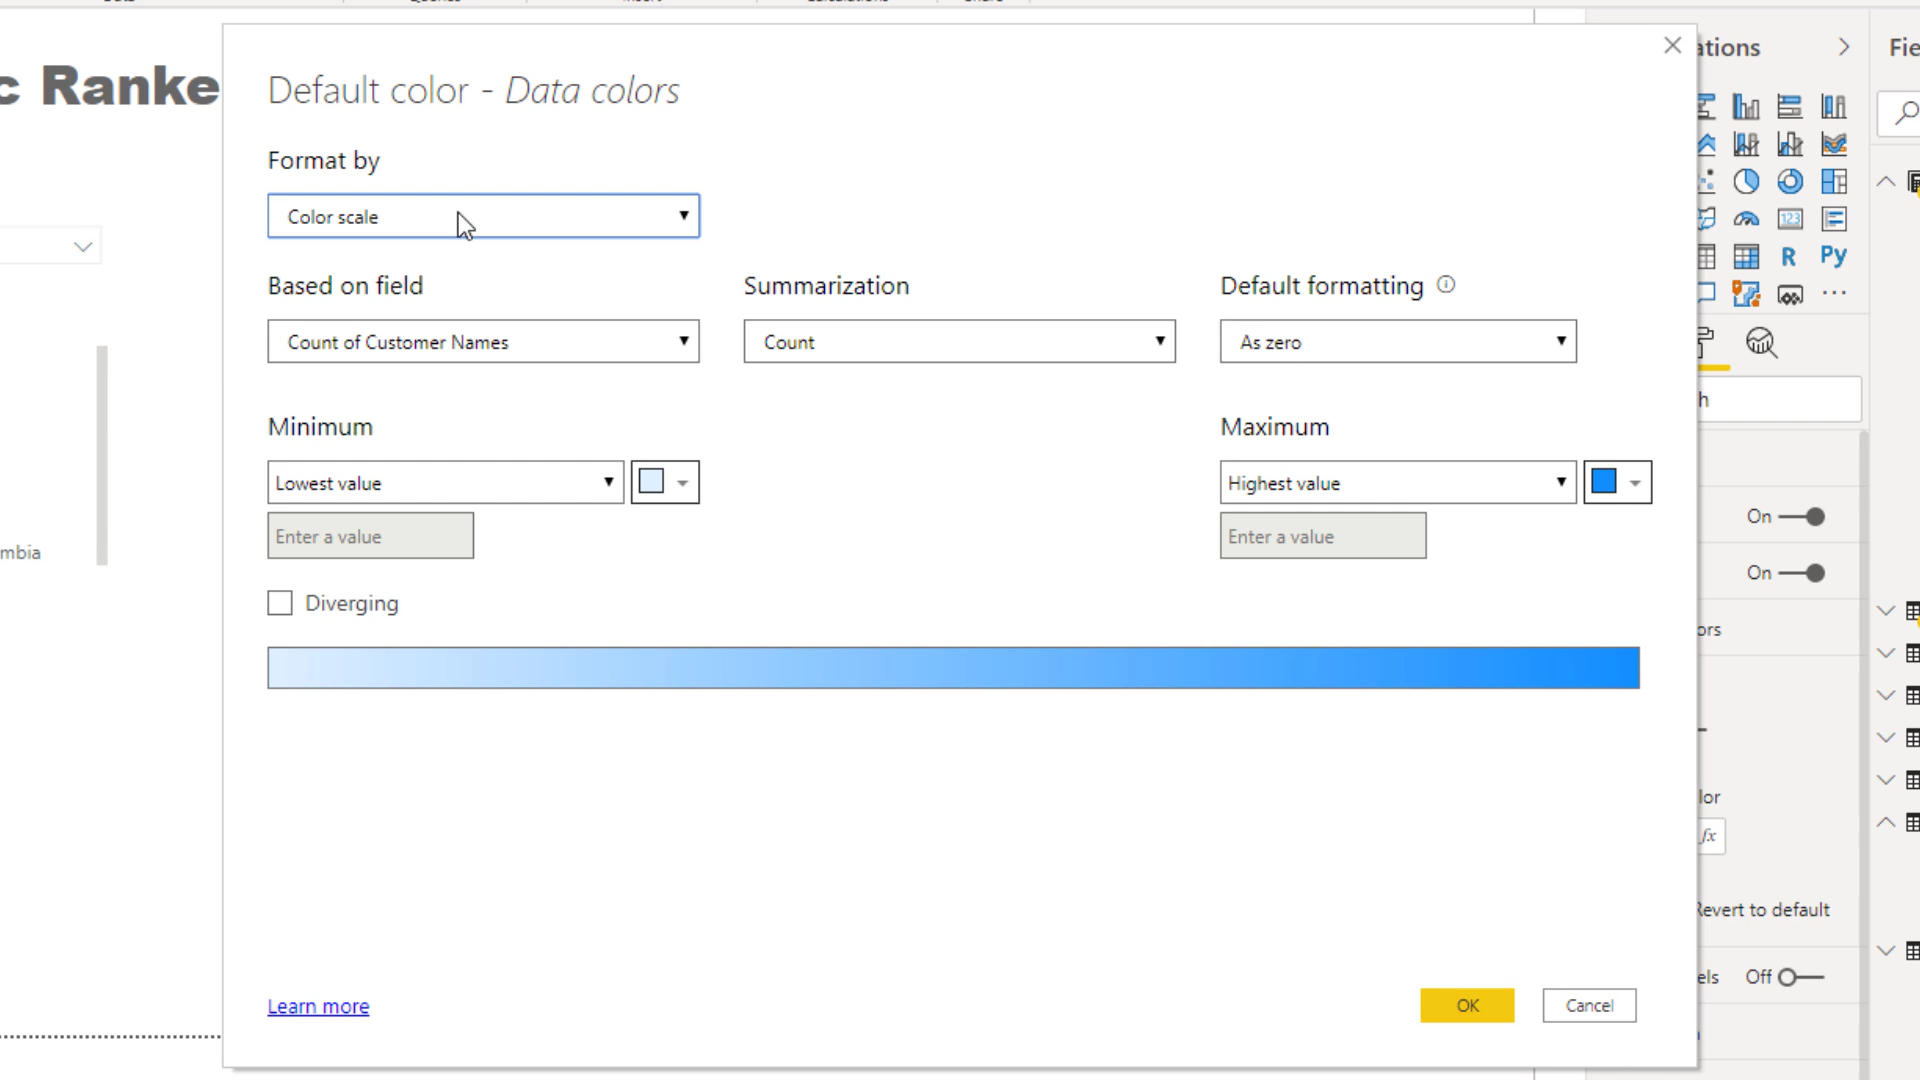 c Ranke
Default color - Data colors
Format by
Color scale
Based on field
Summarization
Default formatting
Count of Customer Names
Count
As zero
Minimum
Maximum
Lowest value
Highest value
Enter a value
Enter a value
Diverging
Learn more
OK
Cancel
mbia
ations
Fie
123
R
Py
h
On
On
ors
lor
fx
Revert to default
els
Off